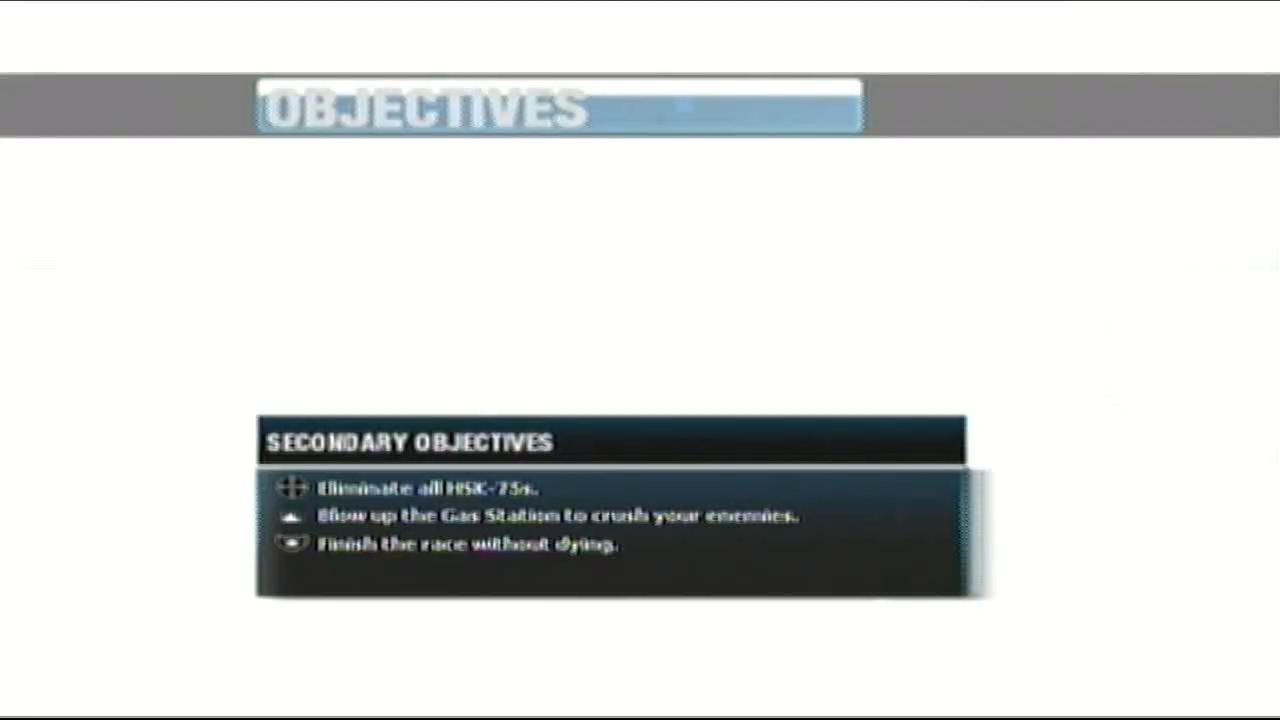 OBJECTIVES
SECONDARY OBJECTIVES
Eliminate all HSK-75s.
Blow up the Gas Station to crush your enemies.
Finish the race without dying.